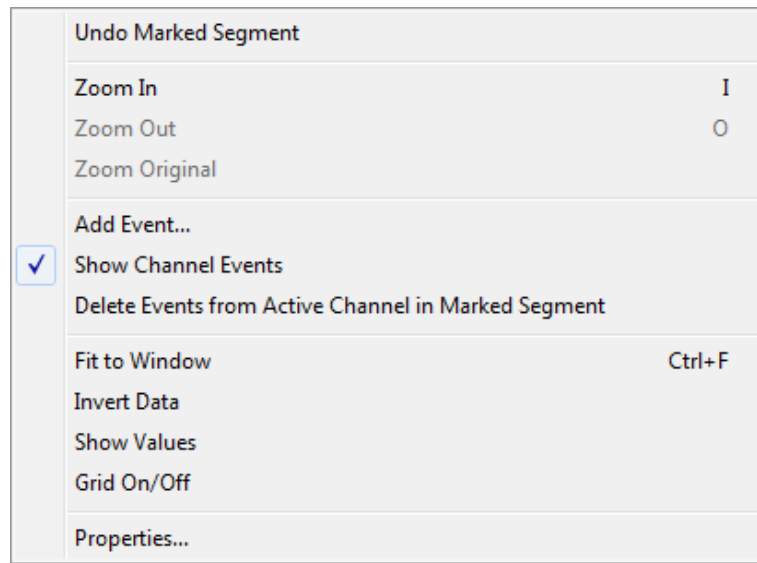 Undo Marked Segment
Zoom In I
Zoom Out O
Zoom Original
Add Event...
Show Channel Events
Delete Events from Active Channel in Marked Segment
Fit to Window Ctrl+F
Invert Data
Show Values
Grid On/Off
Properties...